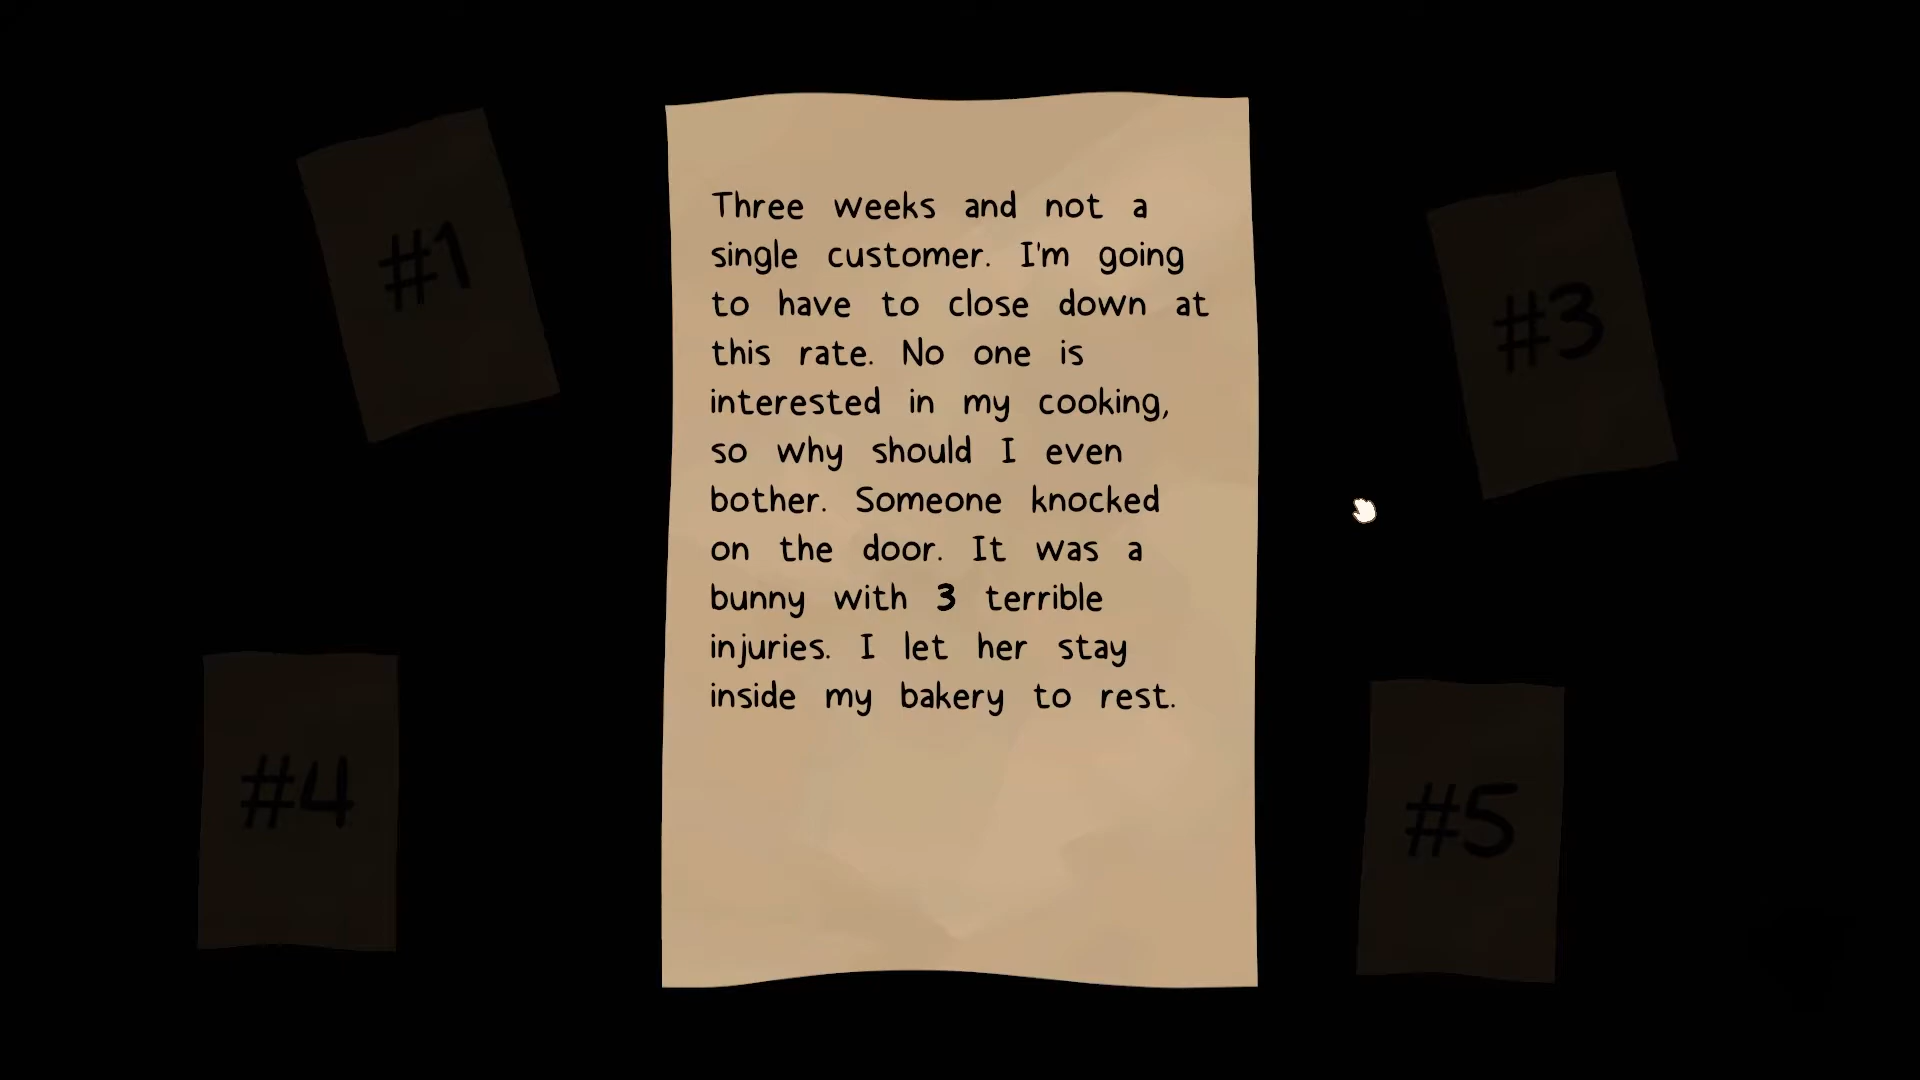 #1
Three weeks and not a
single customer. I'm going
to have to close down at
this rate. No one is
interested in my cooking,
so why should I even
bother. Someone knocked
on the door. It was a
bunny with 3 terrible
injuries. I let her stay
inside my bakery to rest.
#3
#4
#5